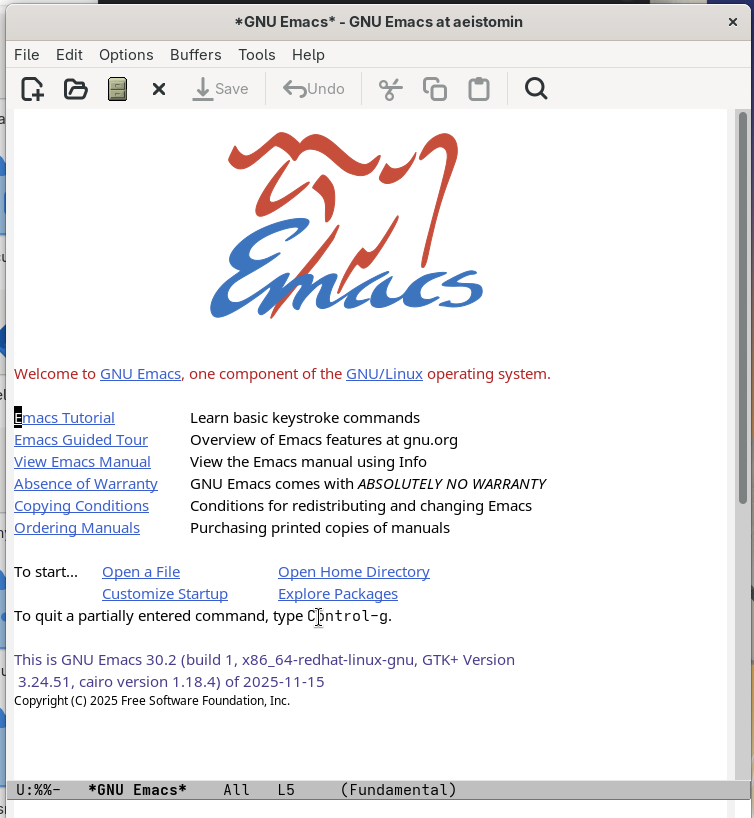 *GNU Emacs* - GNU Emacs at aeistomin
File Edit Options Buffers Tools Help
Save Undo
Emacs
Welcome to GNU Emacs, one component of the GNU/Linux operating system.
Emacs Tutorial Learn basic keystroke commands
Emacs Guided Tour Overview of Emacs features at gnu.org
View Emacs Manual View the Emacs manual using Info
Absence of Warranty GNU Emacs comes with ABSOLUTELY NO WARRANTY
Copying Conditions Conditions for redistributing and changing Emacs
Ordering Manuals Purchasing printed copies of manuals
To start... Open a File Open Home Directory
Customize Startup Explore Packages
To quit a partially entered command, type Control-g.
This is GNU Emacs 30.2 (build 1, x86_64-redhat-linux-gnu, GTK+ Version
3.24.51, cairo version 1.18.4) of 2025-11-15
Copyright (C) 2025 Free Software Foundation, Inc.
U:%%- *GNU Emacs* All L5 (Fundamental)